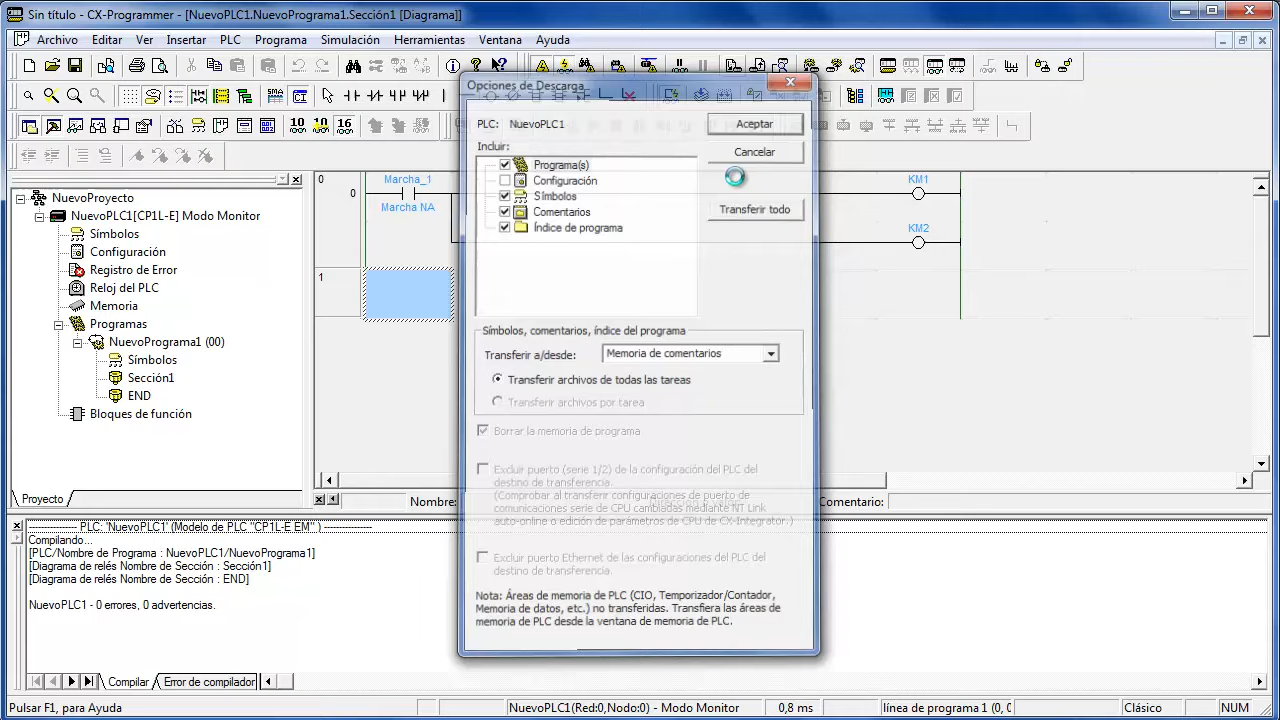 Sin título - CX-Programmer - [NuevoPLC1.NuevoPrograma1.Sección1 [Diagrama]]
Archivo Editar Ver Insertar PLC Programa Simulación Herramientas Ventana Ayuda
10 10 16
NuevoProyecto
NuevoPLC1[CP1L-E] Modo Monitor
Símbolos
Configuración
Registro de Error
Reloj del PLC
Memoria
Programas
NuevoPrograma1 (00)
Símbolos
Sección1
END
Bloques de función
Proyecto
0
0
1
Marcha_1
Marcha NA
KM1
KM2
Nombre:
Comentario:
Opciones de Descarga
PLC: NuevoPLC1
Aceptar
Incluir:
Cancelar
Programa(s)
Configuración
Símbolos
Comentarios
Índice de programa
Transferir todo
Símbolos, comentarios, índice del programa
Transferir a/desde: Memoria de comentarios
Transferir archivos de todas las tareas
Transferir archivos por tarea
Borrar la memoria de programa
Excluir puerto (serie 1/2) de la configuración del PLC del
destino de transferencia.
(Comprobar al transferir configuraciones de puerto de
comunicaciones serie de CPU cambiadas mediante NT Link
auto-online o edición de parámetros de CPU de CX-Integrator.)
Excluir puerto Ethernet de las configuraciones del PLC del
destino de transferencia.
Nota: Áreas de memoria de PLC (CIO, Temporizador/Contador,
Memoria de datos, etc.) no transferidas. Transfiera las áreas de
memoria de PLC desde la ventana de memoria de PLC.
----------- PLC: 'NuevoPLC1' (Modelo de PLC "CP1L-E EM" ) -----------
Compilando...
[PLC/Nombre de Programa : NuevoPLC1/NuevoPrograma1]
[Diagrama de relés Nombre de Sección : Sección1]
[Diagrama de relés Nombre de Sección : END]
NuevoPLC1 - 0 errores, 0 advertencias.
Compilar Error de compilador
Pulsar F1, para Ayuda
NuevoPLC1(Red:0,Nodo:0) - Modo Monitor
0,8 ms
línea de programa 1 (0, 0
Clásico
NUM